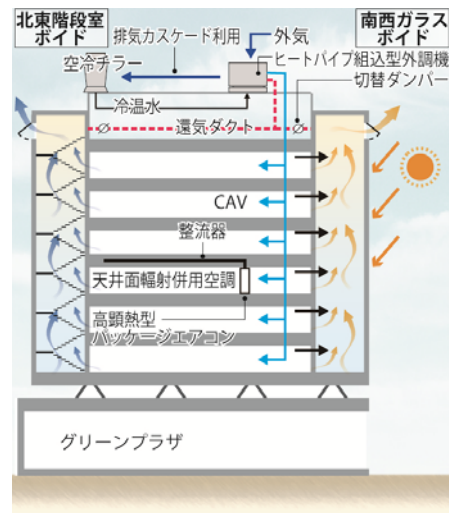 北東階段室
ボイド
排気カスケード利用
外気
南西ガラス
ボイド
空冷チラー
ヒートパイプ組込型外調機
切替ダンパー
冷温水
還気ダクト
CAV
整流器
天井面輻射併用空調
高顕熱型
パッケージエアコン
グリーンプラザ